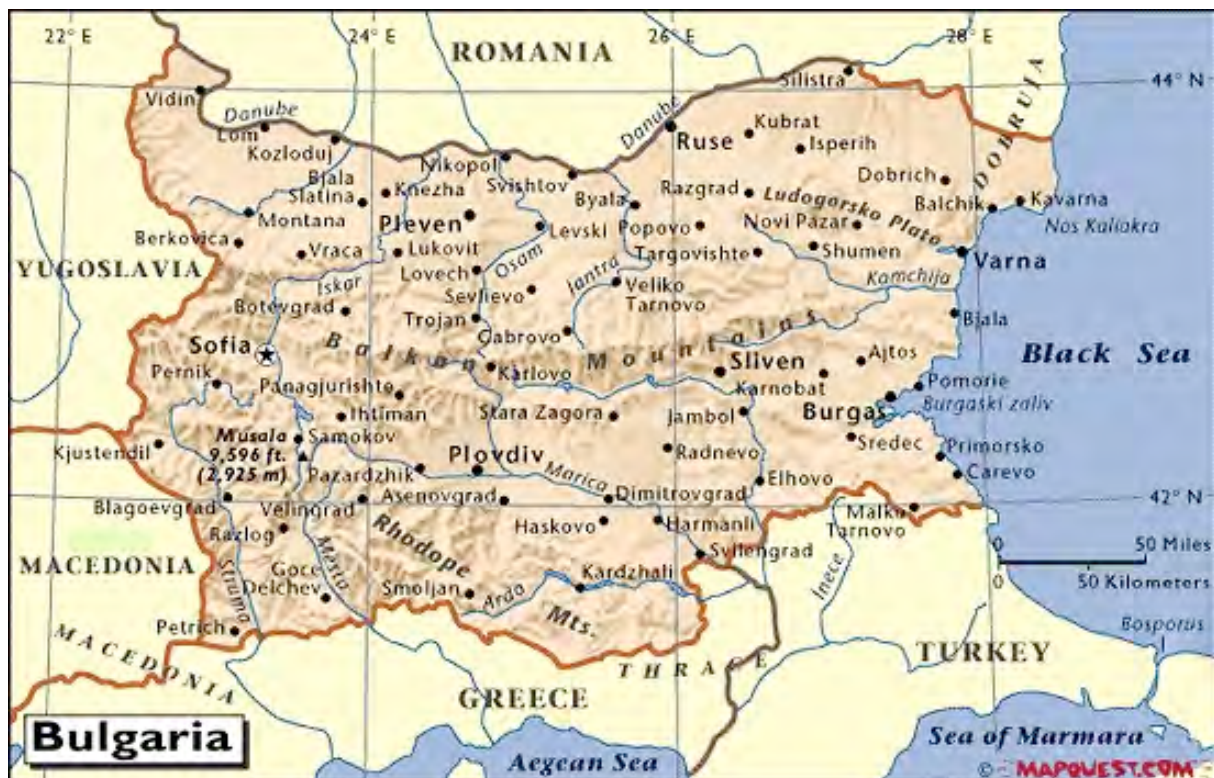 22° E
24° E
26° E
28° E
ROMANIA
Silistra
44° N
Vidin
Danube
Lom
Kozloduj
Danube
Ruse
Kubrat
Isperih
DOBRUJA
Nikopol
Svishtov
Bjala
Slatina
Knezha
Byala
Razgrad
Ludogorsko Plato
Dobrich
Balchik
Kavarna
Nos Kaliakra
Montana
Pleven
Levski
Popovo
Novi Pazar
Berkovica
Vraca
Lukovit
Targovishte
Shumen
Varna
YUGOSLAVIA
Lovech
Osam
Jantra
Kamchija
Iskar
Sevlievo
Veliko
Tarnovo
Botevgrad
Trojan
Gabrovo
Bjala
Sofia
Balkan Mountains
Sliven
Ajtos
Black Sea
Pernik
Karlovo
Karnobat
Pomorie
Panagjurishte
Burgas
Burgaski zaliv
Ihtiman
Stara Zagora
Jambol
Musala
9,596 ft.
(2,925 m)
Samokov
Sredec
Kjustendil
Plovdiv
Radnevo
Primorsko
Pazardzhik
Marica
Elhovo
Carevo
Blagoevgrad
Velingrad
Asenovgrad
Dimitrovgrad
42° N
Malko
Tarnovo
Razlog
Rhodope
Mts.
Haskovo
Harmanli
Svilengrad
50 Miles
0
MACEDONIA
Mesta
Goce
Delchev
Smoljan
Arda
Kardzhali
Inece
0
50 Kilometers
Struma
Petrich
Bosporus
MACEDONIA
THRACE
TURKEY
GREECE
Bulgaria
Aegean Sea
Sea of Marmara
© MAPQUEST.COM